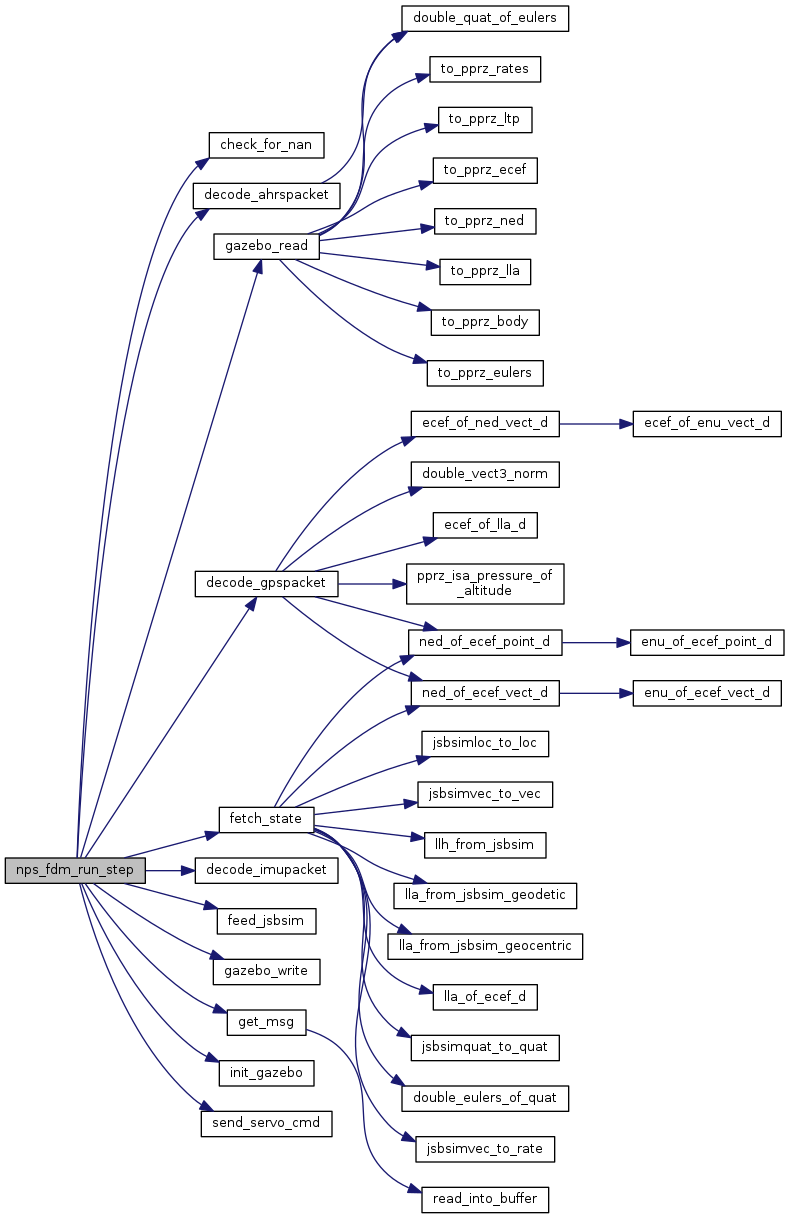 double_quat_of_eulers
to_pprz_rates
to_pprz_ltp
check_for_nan
to_pprz_ecef
decode_ahrspacket
to_pprz_ned
gazebo_read
to_pprz_lla
to_pprz_body
to_pprz_eulers
ecef_of_ned_vect_d
ecef_of_enu_vect_d
double_vect3_norm
ecef_of_lla_d
decode_gpspacket
pprz_isa_pressure_of
_altitude
ned_of_ecef_point_d
enu_of_ecef_point_d
ned_of_ecef_vect_d
enu_of_ecef_vect_d
jsbsimloc_to_loc
jsbsimvec_to_vec
fetch_state
llh_from_jsbsim
nps_fdm_run_step
decode_imupacket
lla_from_jsbsim_geodetic
feed_jsbsim
lla_from_jsbsim_geocentric
gazebo_write
lla_of_ecef_d
get_msg
jsbsimquat_to_quat
init_gazebo
double_eulers_of_quat
send_servo_cmd
jsbsimvec_to_rate
read_into_buffer